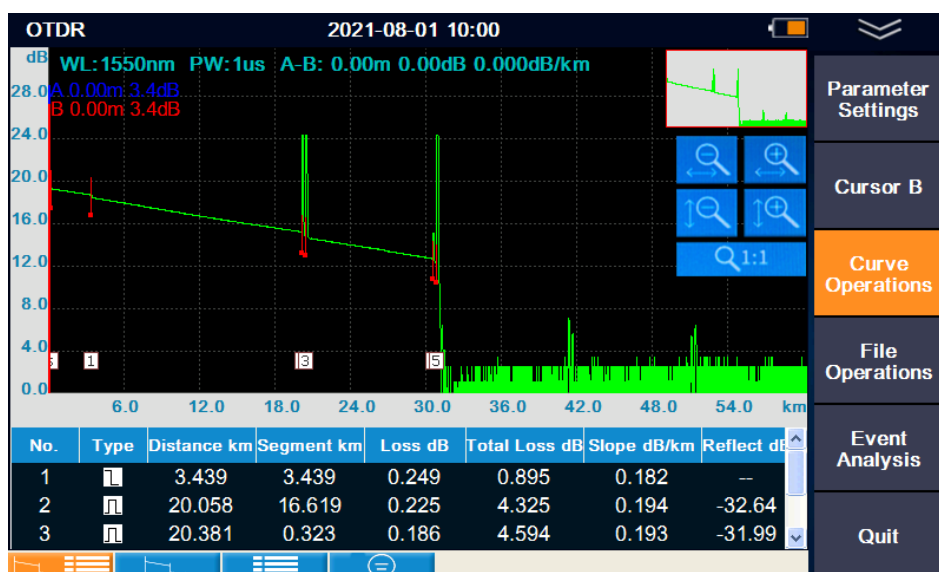 OTDR 2021-08-01 10:00
dB WL:1550nm PW:1us A-B: 0.00m 0.00dB 0.000dB/km
28.0 A 0.00m 3.4dB
B 0.00m 3.4dB
24.0
20.0
16.0
12.0
8.0
4.0
0.0
1:1
1 3 5
6.0 12.0 18.0 24.0 30.0 36.0 42.0 48.0 54.0 km
No. Type Distance km Segment km Loss dB Total Loss dB Slope dB/km Reflect
1 3.439 3.439 0.249 0.895 0.182 --
2 20.058 16.619 0.225 4.325 0.194 -32.64
3 20.381 0.323 0.186 4.594 0.193 -31.99
Parameter
Settings
Cursor B
Curve
Operations
File
Operations
Event
Analysis
Quit